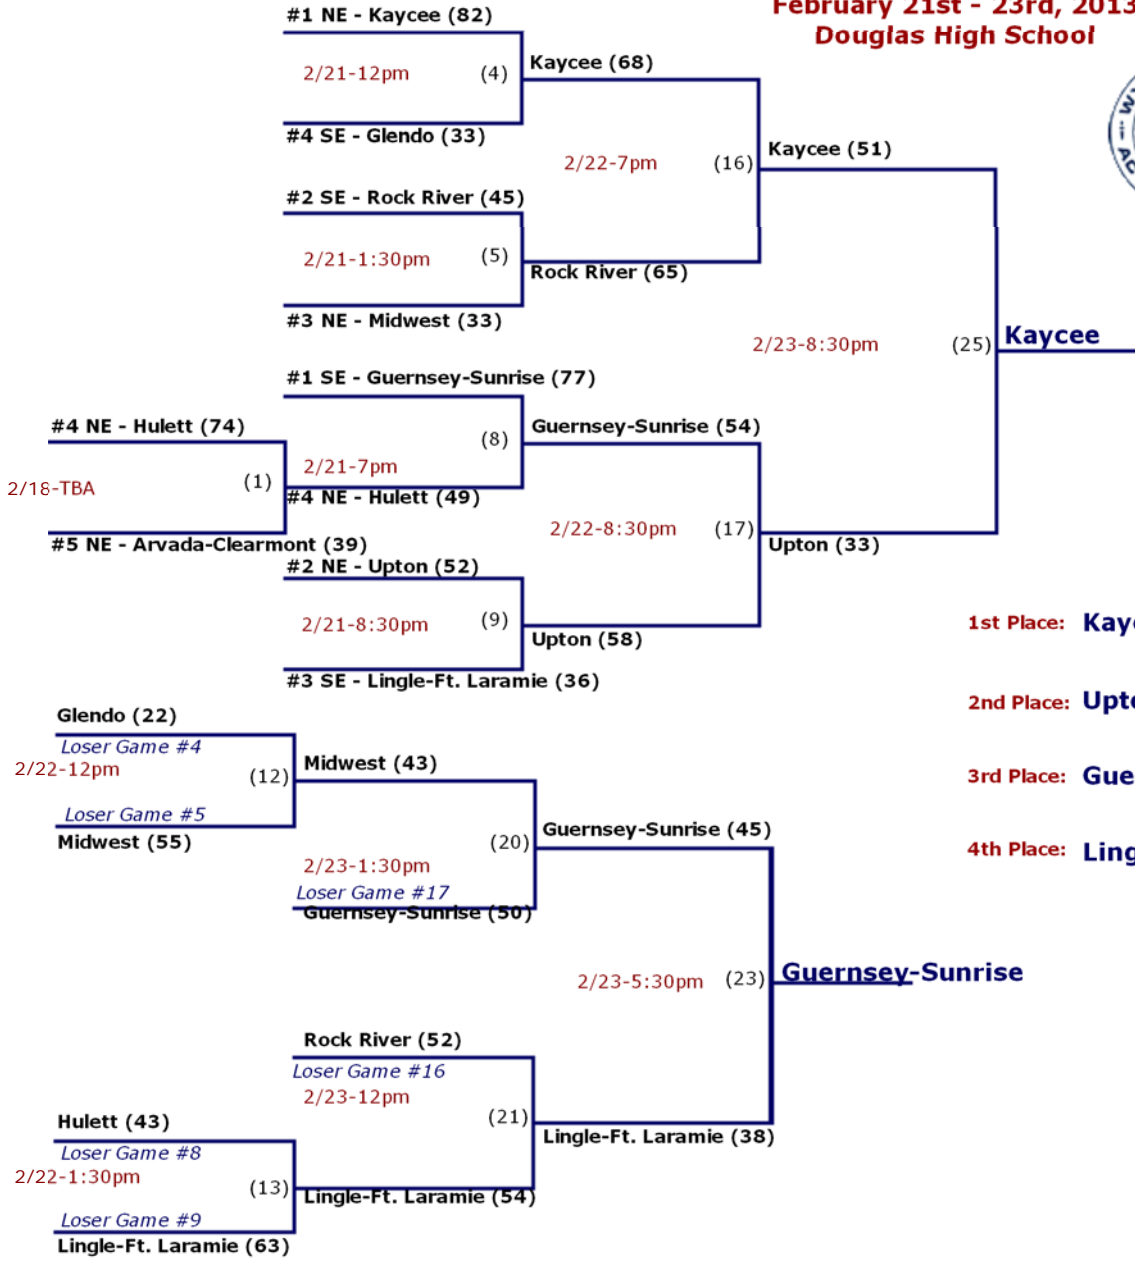 February 21st - 23rd, 2013
Douglas High School
#1 NE - Kaycee (82)
2/21-12pm
(4)
#4 SE - Glendo (33)
Kaycee (68)
2/22-7pm
(16)
Kaycee (51)
#2 SE - Rock River (45)
2/21-1:30pm
(5)
Rock River (65)
#3 NE - Midwest (33)
2/23-8:30pm
(25)
Kaycee
#1 SE - Guernsey-Sunrise (77)
#4 NE - Hulett (74)
2/18-TBA
(1)
#5 NE - Arvada-Clearmont (39)
2/21-7pm
(8)
#4 NE - Hulett (49)
Guernsey-Sunrise (54)
2/22-8:30pm
(17)
Upton (33)
#2 NE - Upton (52)
2/21-8:30pm
(9)
Upton (58)
#3 SE - Lingle-Ft. Laramie (36)
1st Place: Kayc
2nd Place: Upto
3rd Place: Gue
4th Place: Ling
Glendo (22)
Loser Game #4
2/22-12pm
(12)
Loser Game #5
Midwest (55)
Midwest (43)
(20)
2/23-1:30pm
Loser Game #17
Guernsey-Sunrise (50)
Guernsey-Sunrise (45)
2/23-5:30pm
(23)
Guernsey-Sunrise
Rock River (52)
Loser Game #16
2/23-12pm
(21)
Lingle-Ft. Laramie (38)
Hulett (43)
Loser Game #8
2/22-1:30pm
(13)
Lingle-Ft. Laramie (54)
Loser Game #9
Lingle-Ft. Laramie (63)